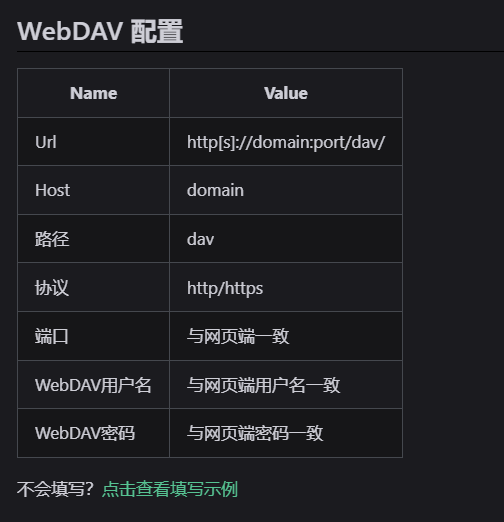 WebDAV 配置
Name Value
Url http[s]://domain:port/dav/
Host domain
路径 dav
协议 http/https
端口 与网页端一致
WebDAV用户名 与网页端用户名一致
WebDAV密码 与网页端密码一致
不会填写？点击查看填写示例